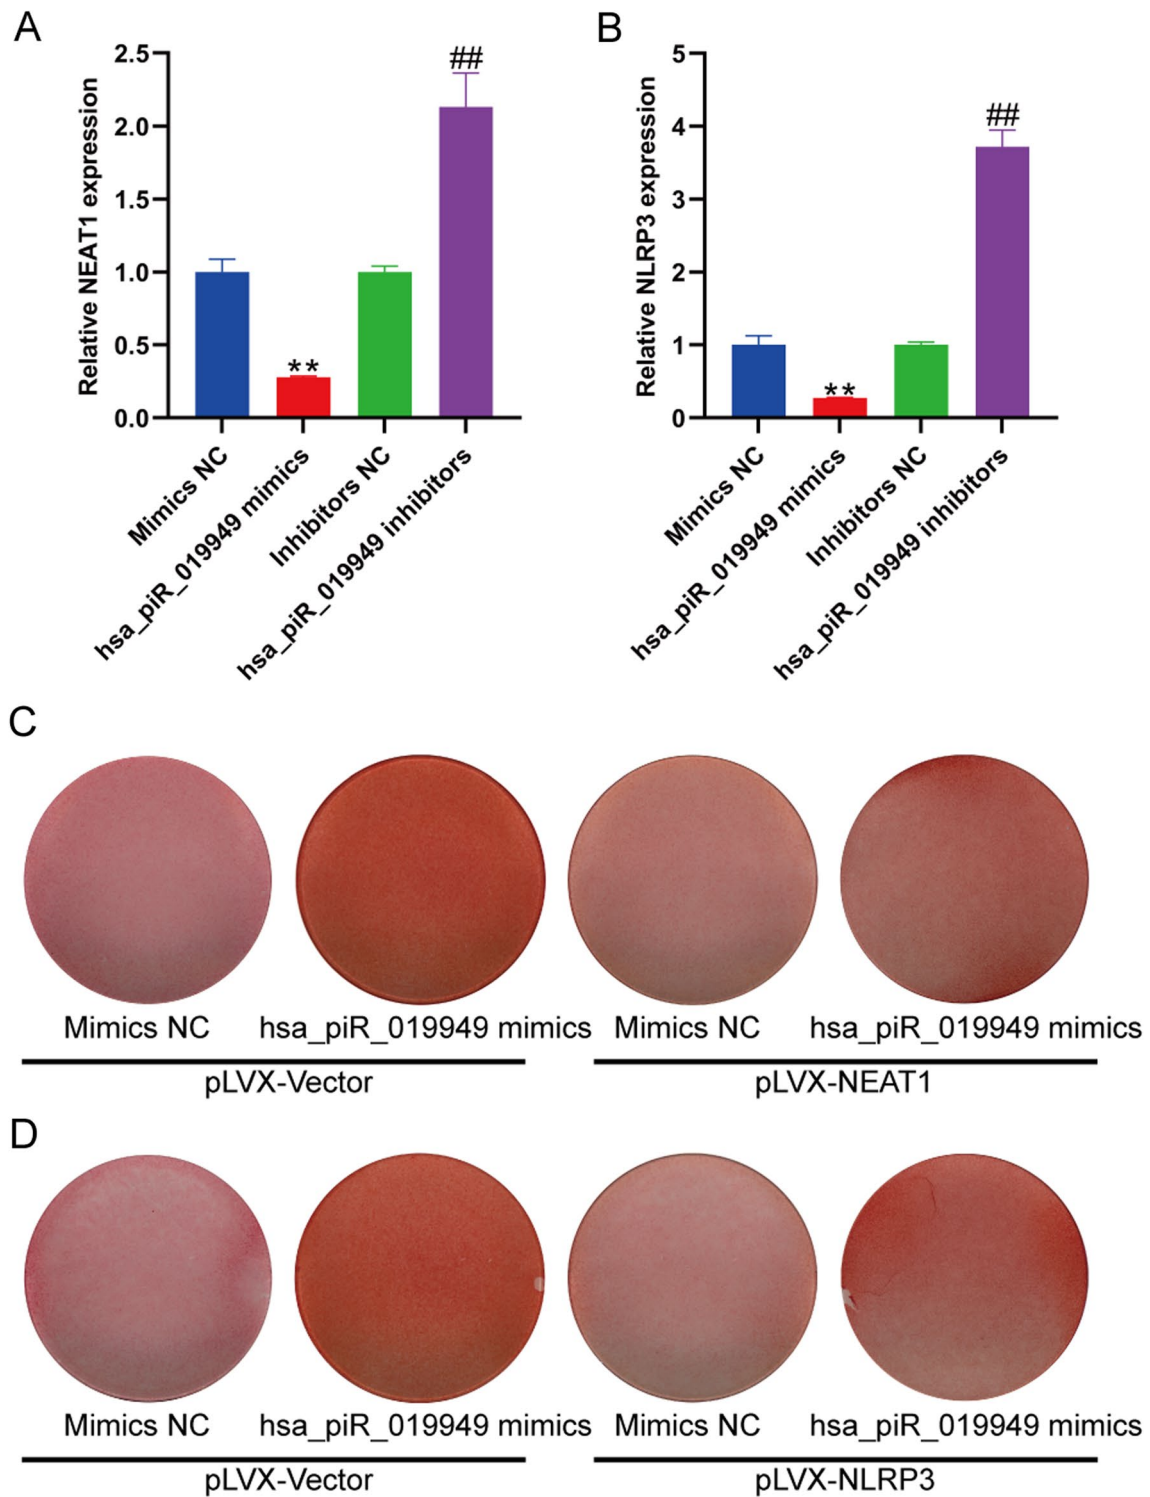 A
Relative NEAT1 expression
2.5
2.0
1.5
1.0
0.5
0.0
**
##
Mimics NC
hsa_piR_019949 mimics
Inhibitors NC
hsa_piR_019949 inhibitors
B
Relative NLRP3 expression
5
4
3
2
1
0
**
##
Mimics NC
hsa_piR_019949 mimics
Inhibitors NC
hsa_piR_019949 inhibitors
C
Mimics NC hsa_piR_019949 mimics Mimics NC hsa_piR_019949 mimics
pLVX-Vector pLVX-NEAT1
D
Mimics NC hsa_piR_019949 mimics Mimics NC hsa_piR_019949 mimics
pLVX-Vector pLVX-NLRP3